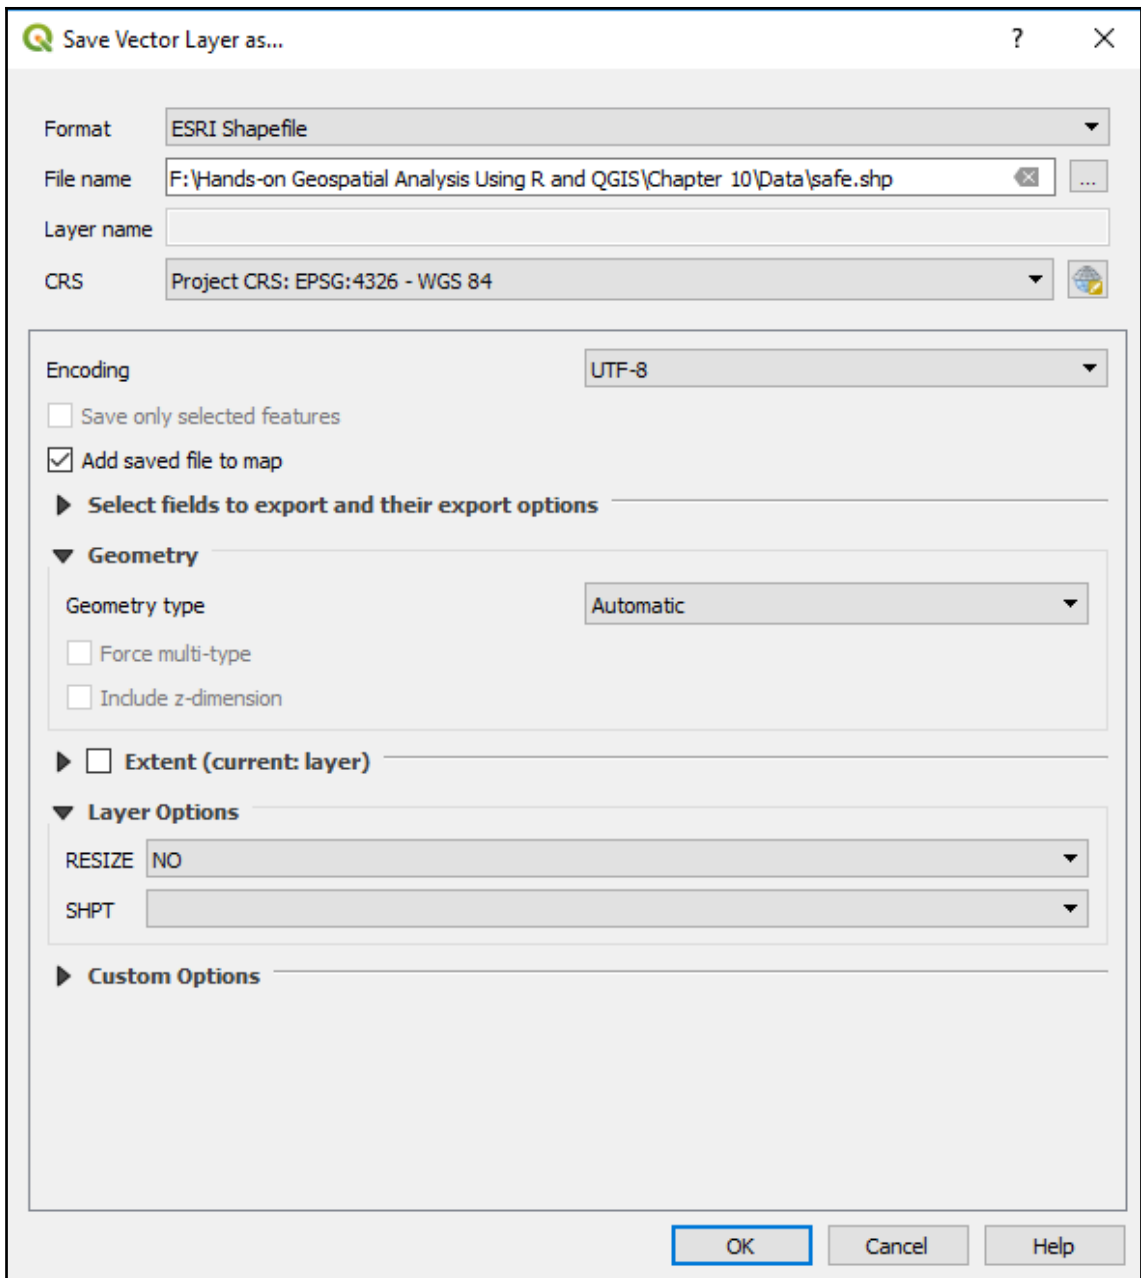 Save Vector Layer as... ?
Format ESRI Shapefile
File name F:\Hands-on Geospatial Analysis Using R and QGIS\Chapter 10\Data\safe.shp ...
Layer name
CRS Project CRS: EPSG:4326 - WGS 84
Encoding UTF-8
Save only selected features
Add saved file to map
Select fields to export and their export options
Geometry
Geometry type Automatic
Force multi-type
Include z-dimension
Extent (current: layer)
Layer Options
RESIZE NO
SHPT
Custom Options
OK Cancel Help